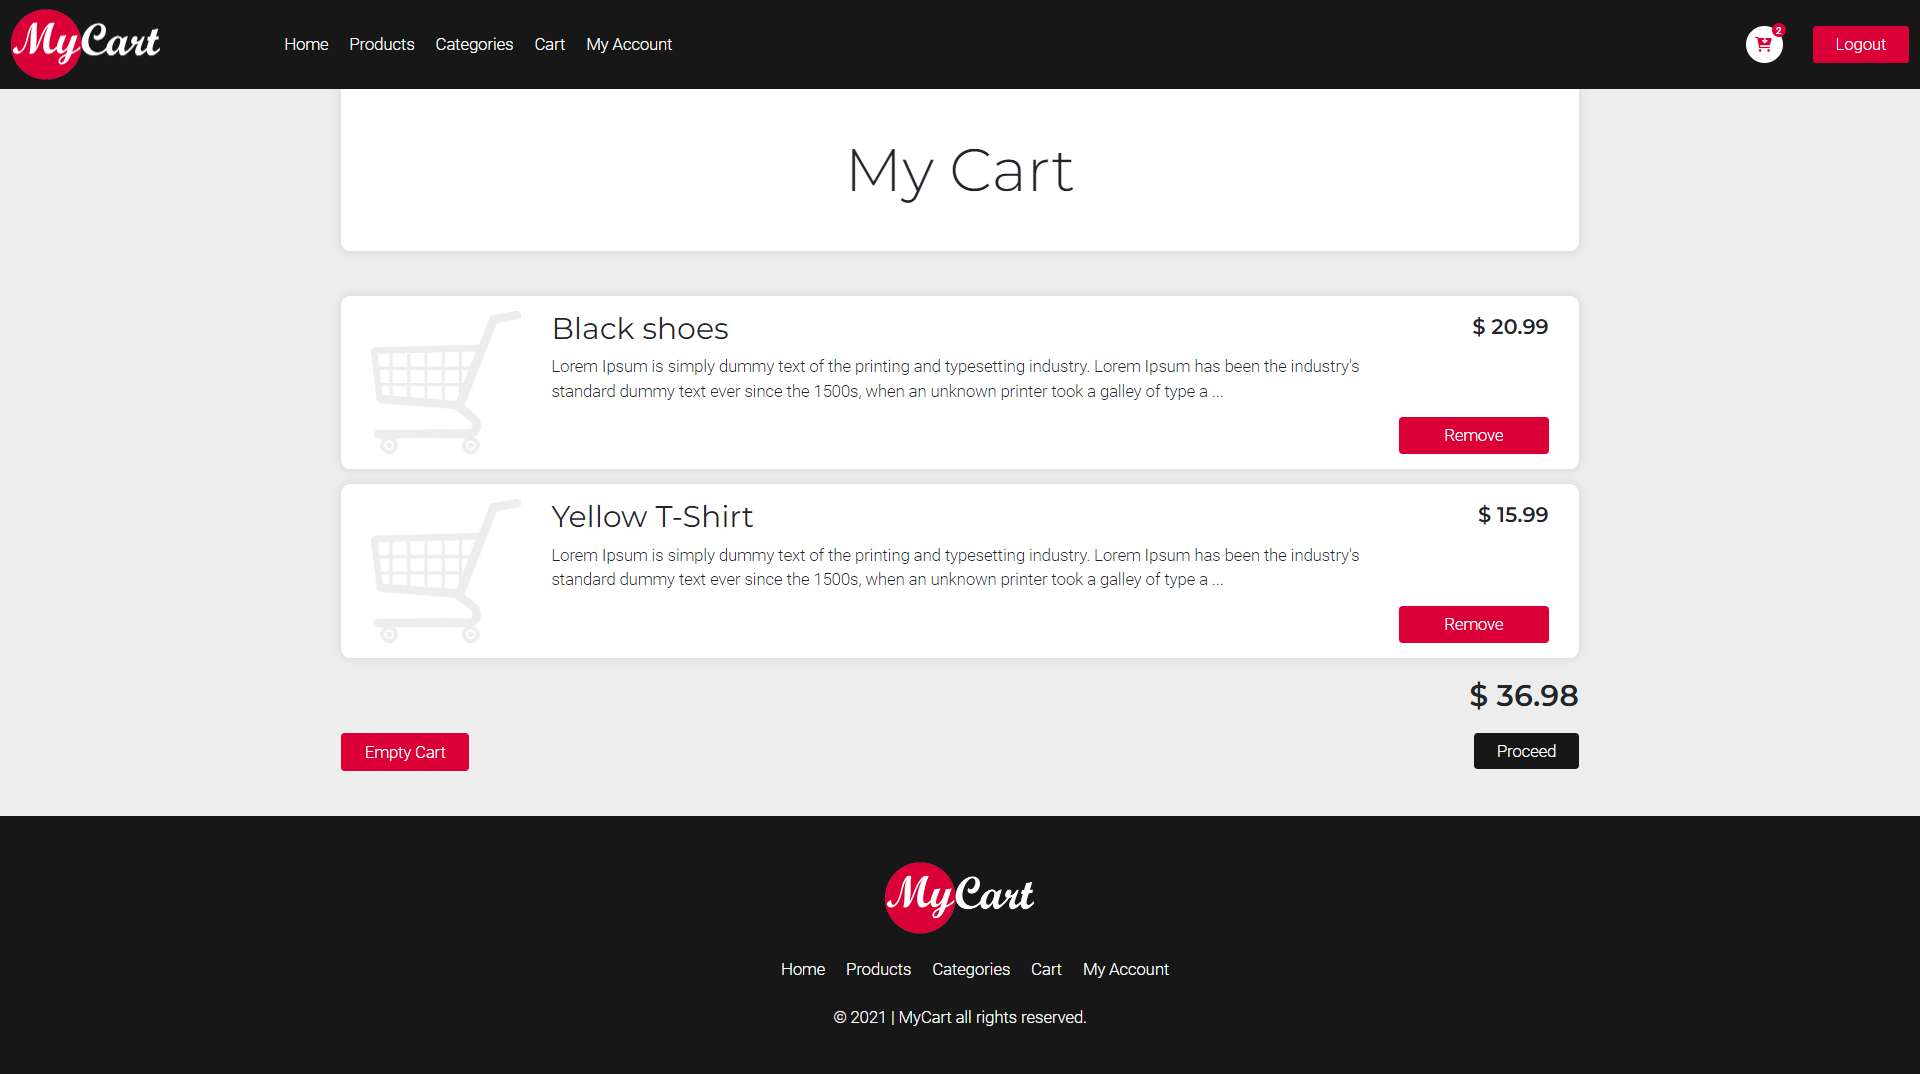 MyCart
Home Products Categories Cart My Account
2
Logout
My Cart
Black shoes
$ 20.99
Lorem Ipsum is simply dummy text of the printing and typesetting industry. Lorem Ipsum has been the industry's
standard dummy text ever since the 1500s, when an unknown printer took a galley of type a ...
Remove
Yellow T-Shirt
$ 15.99
Lorem Ipsum is simply dummy text of the printing and typesetting industry. Lorem Ipsum has been the industry's
standard dummy text ever since the 1500s, when an unknown printer took a galley of type a ...
Remove
$ 36.98
Empty Cart
Proceed
MyCart
Home Products Categories Cart My Account
© 2021 | MyCart all rights reserved.